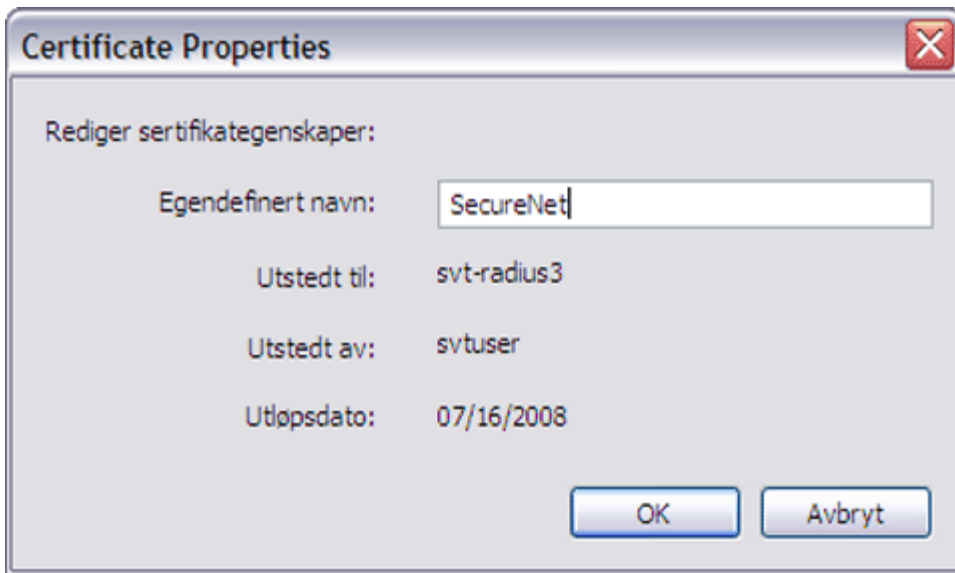 Certificate Properties
Rediger sertifikategenskaper:
Egendefinert navn: SecureNet
Utstedt til: svt-radius3
Utstedt av: svtuser
Utløpsdato: 07/16/2008
OK Avbryt